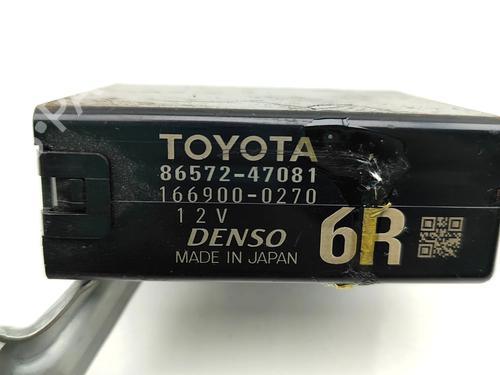 TOYOTA
86572-47081
166900-0270
12V
DENSO
MADE IN JAPAN
6R